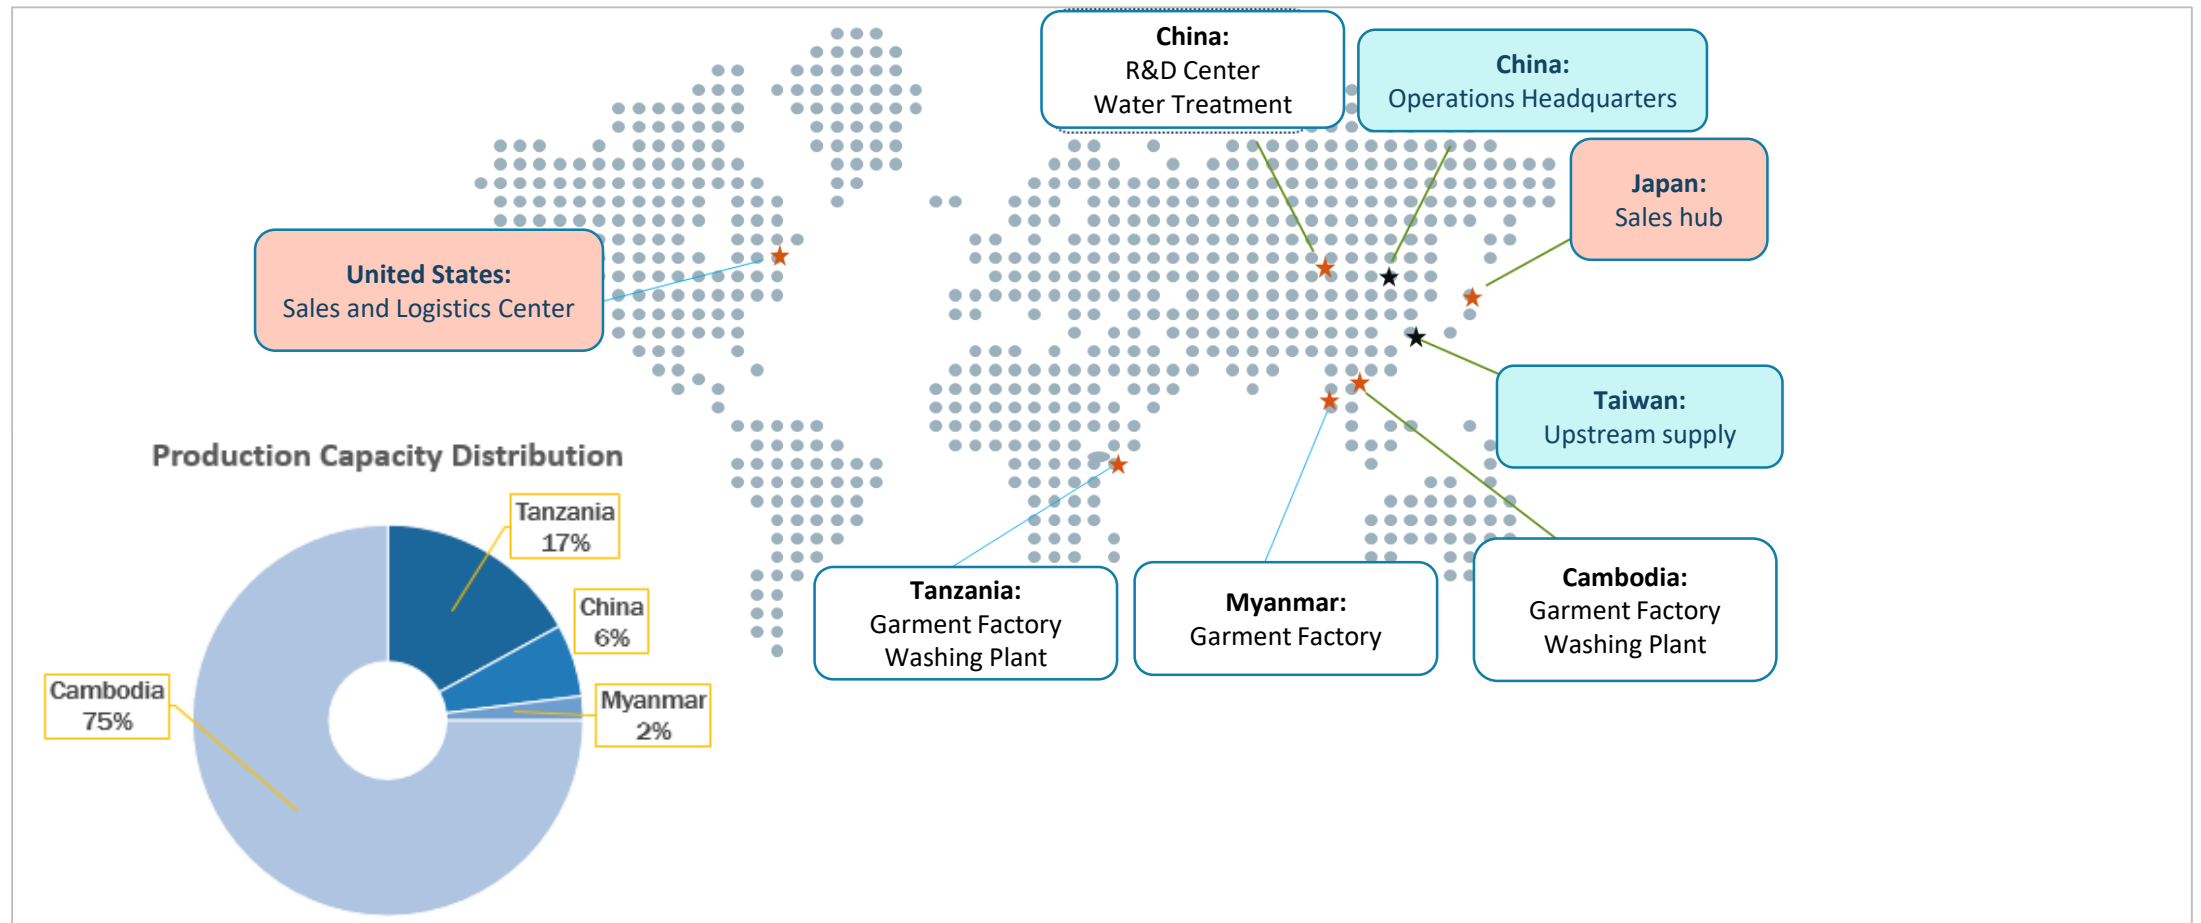 China:
R&D Center
Water Treatment
China:
Operations Headquarters
Japan:
Sales hub
United States:
Sales and Logistics Center
Taiwan:
Upstream supply
Production Capacity Distribution
Tanzania
17%
China
6%
Myanmar
2%
Cambodia
75%
Tanzania:
Garment Factory
Washing Plant
Myanmar:
Garment Factory
Cambodia:
Garment Factory
Washing Plant